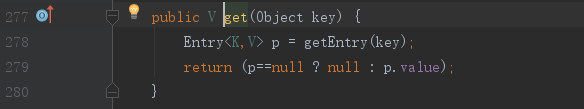 277 public V get(Object key) {
278 Entry<K,V> p = getEntry(key);
279 return (p==null ? null : p.value);
280 }